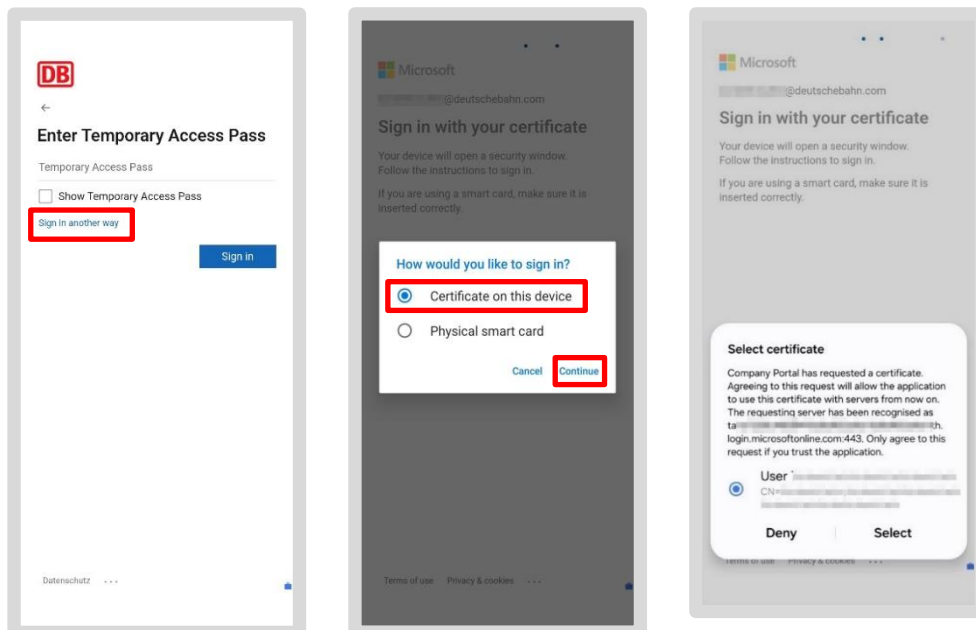 DB
←
Enter Temporary Access Pass
Temporary Access Pass
Show Temporary Access Pass
Sign in another way
Sign in
Datenschutz ...
Microsoft
@deutschebahn.com
Sign in with your certificate
Your device will open a security window.
Follow the instructions to sign in.
If you are using a smart card, make sure it is
inserted correctly.
How would you like to sign in?
Certificate on this device
Physical smart card
Cancel Continue
Terms of use Privacy & cookies ...
Microsoft
@deutschebahn.com
Sign in with your certificate
Your device will open a security window.
Follow the instructions to sign in.
If you are using a smart card, make sure it is
inserted correctly.
Select certificate
Company Portal has requested a certificate.
Agreeing to this request will allow the application
to use this certificate with servers from now on.
The requesting server has been recognised as
ta th.
login.microsoftonline.com:443. Only agree to this
request if you trust the application.
User
CN=
Deny Select
Terms of use Privacy & cookies ...